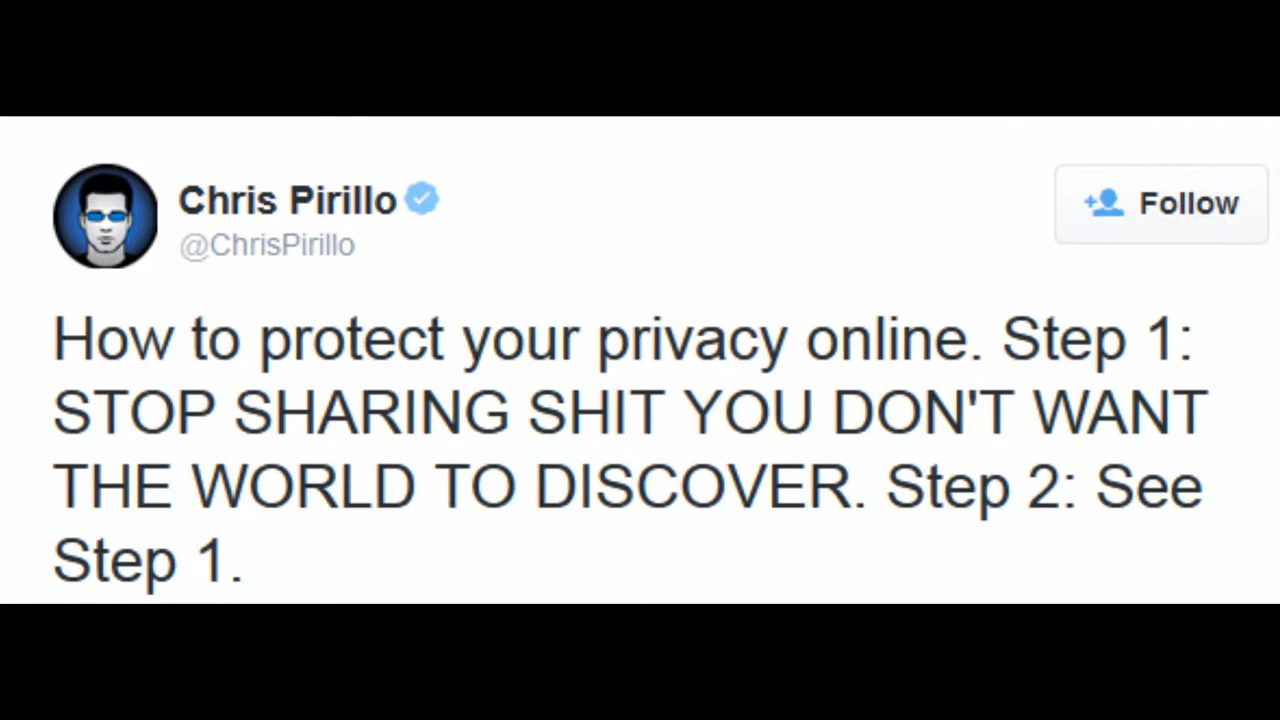 Chris Pirillo
@ChrisPirillo
Follow
How to protect your privacy online. Step 1:
STOP SHARING SHIT YOU DON'T WANT
THE WORLD TO DISCOVER. Step 2: See
Step 1.